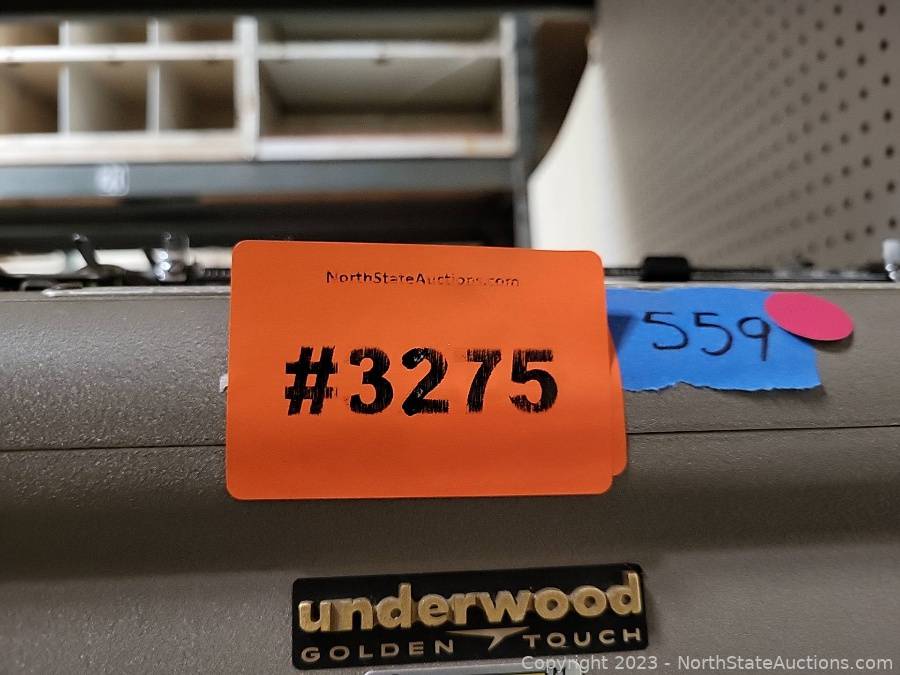 NorthStateAuctions.com
#3275
559
underwood
GOLDEN TOUCH
Copyright 2023 - NorthStateAuctions.com